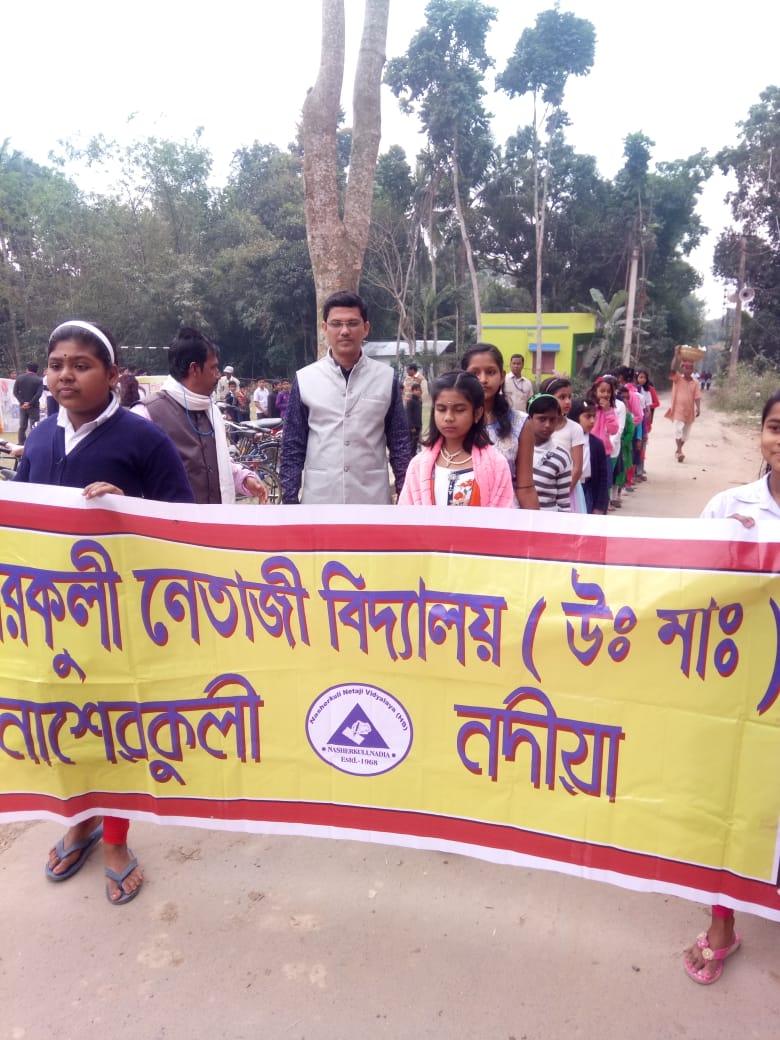 রকুলী নেতাজী বিদ্যালয় ( উঃ মাঃ )
নাশেরকুলী নদীয়া
Nasherkuli Netaji Vidyalaya (HS)
NASHERKULI,NADIA
Estd.-1968